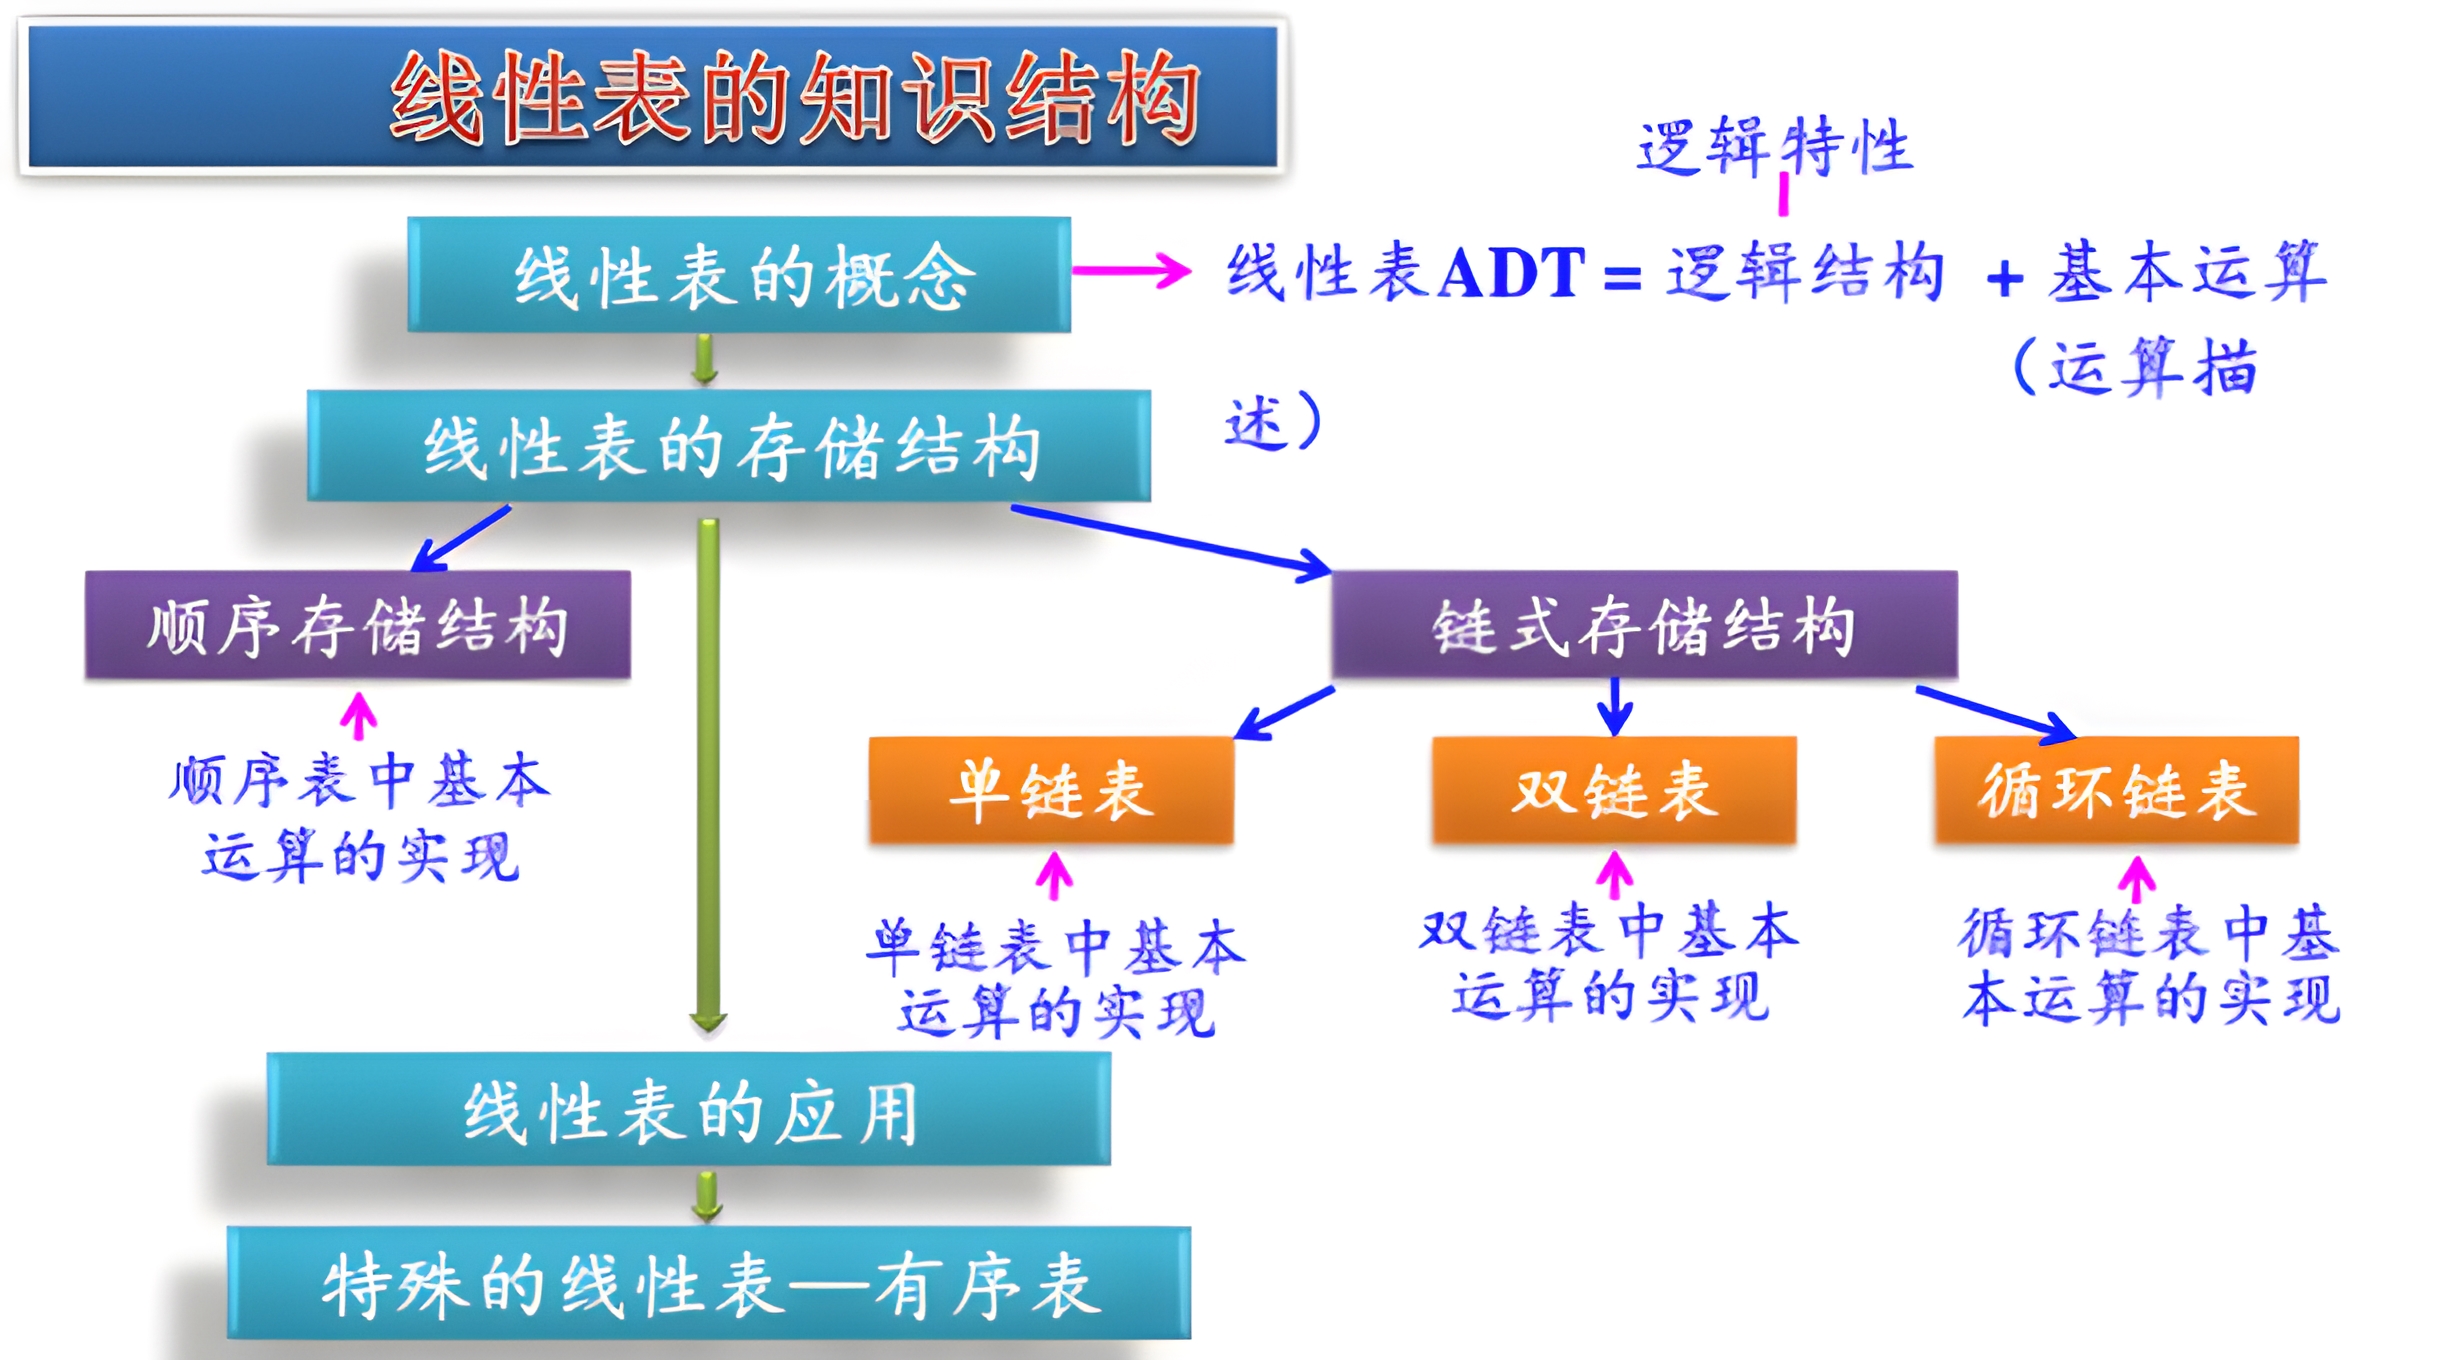 线性表的知识结构
逻辑特性
线性表的概念
线性表ADT = 逻辑结构 + 基本运算
（运算描
述）
线性表的存储结构
顺序存储结构
链式存储结构
顺序表中基本
运算的实现
单链表
双链表
循环链表
单链表中基本
运算的实现
双链表中基本
运算的实现
循环链表中基
本运算的实现
线性表的应用
特殊的线性表—有序表